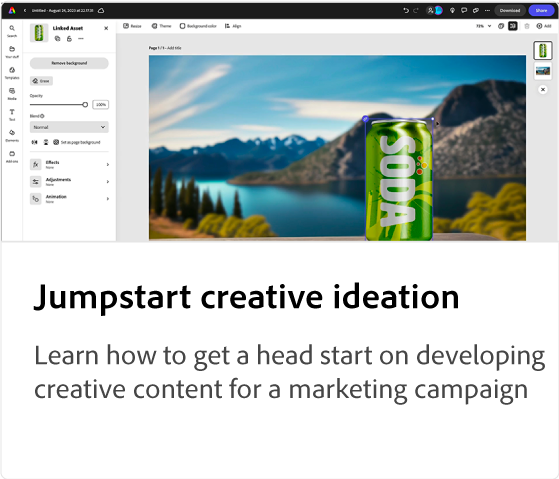 Untitled - August 24, 2023 at 22.17.31
Download
Share
Search
Your stuff
Templates
Media
Text
Elements
Add-ons
Linked Asset
Remove background
Erase
Opacity
100%
Blend
Normal
Set as page background
Effects
None
Adjustments
None
Animation
None
Resize
Theme
Background color
Align
73%
Add
Page 1 / 1 - Add title
SODA
Jumpstart creative ideation
Learn how to get a head start on developing
creative content for a marketing campaign